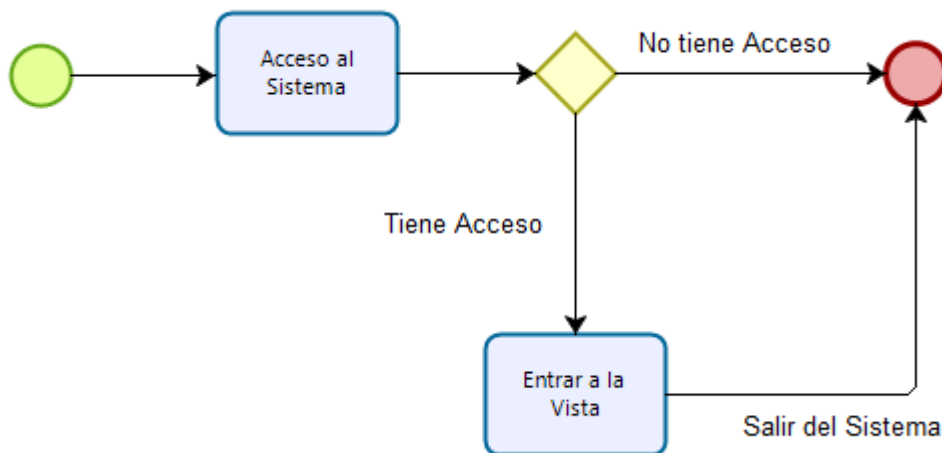 Acceso al
Sistema
No tiene Acceso
Tiene Acceso
Entrar a la
Vista
Salir del Sistema